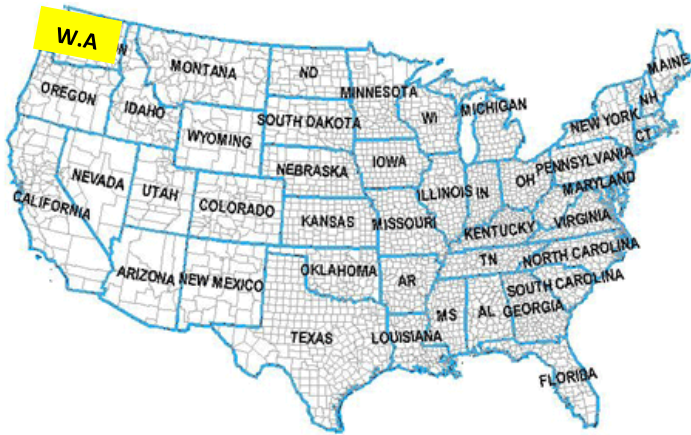 W.A
N
MONTANA
ND
MINNESOTA
MAINE
OREGON
IDAHO
WYOMING
SOUTH DAKOTA
WI
MICHIGAN
NEW YORK
NH
CT
NEVADA
UTAH
COLORADO
NEBRASKA
IOWA
ILLINOIS
IN
OH
PENNSYLVANIA
MARYLAND
CALIFORNIA
KANSAS
MISSOURI
KENTUCKY
VIRGINIA
ARIZONA
NEW MEXICO
OKLAHOMA
AR
TN
NORTH CAROLINA
SOUTH CAROLINA
TEXAS
LOUISIANA
MS
AL
GEORGIA
FLORIDA